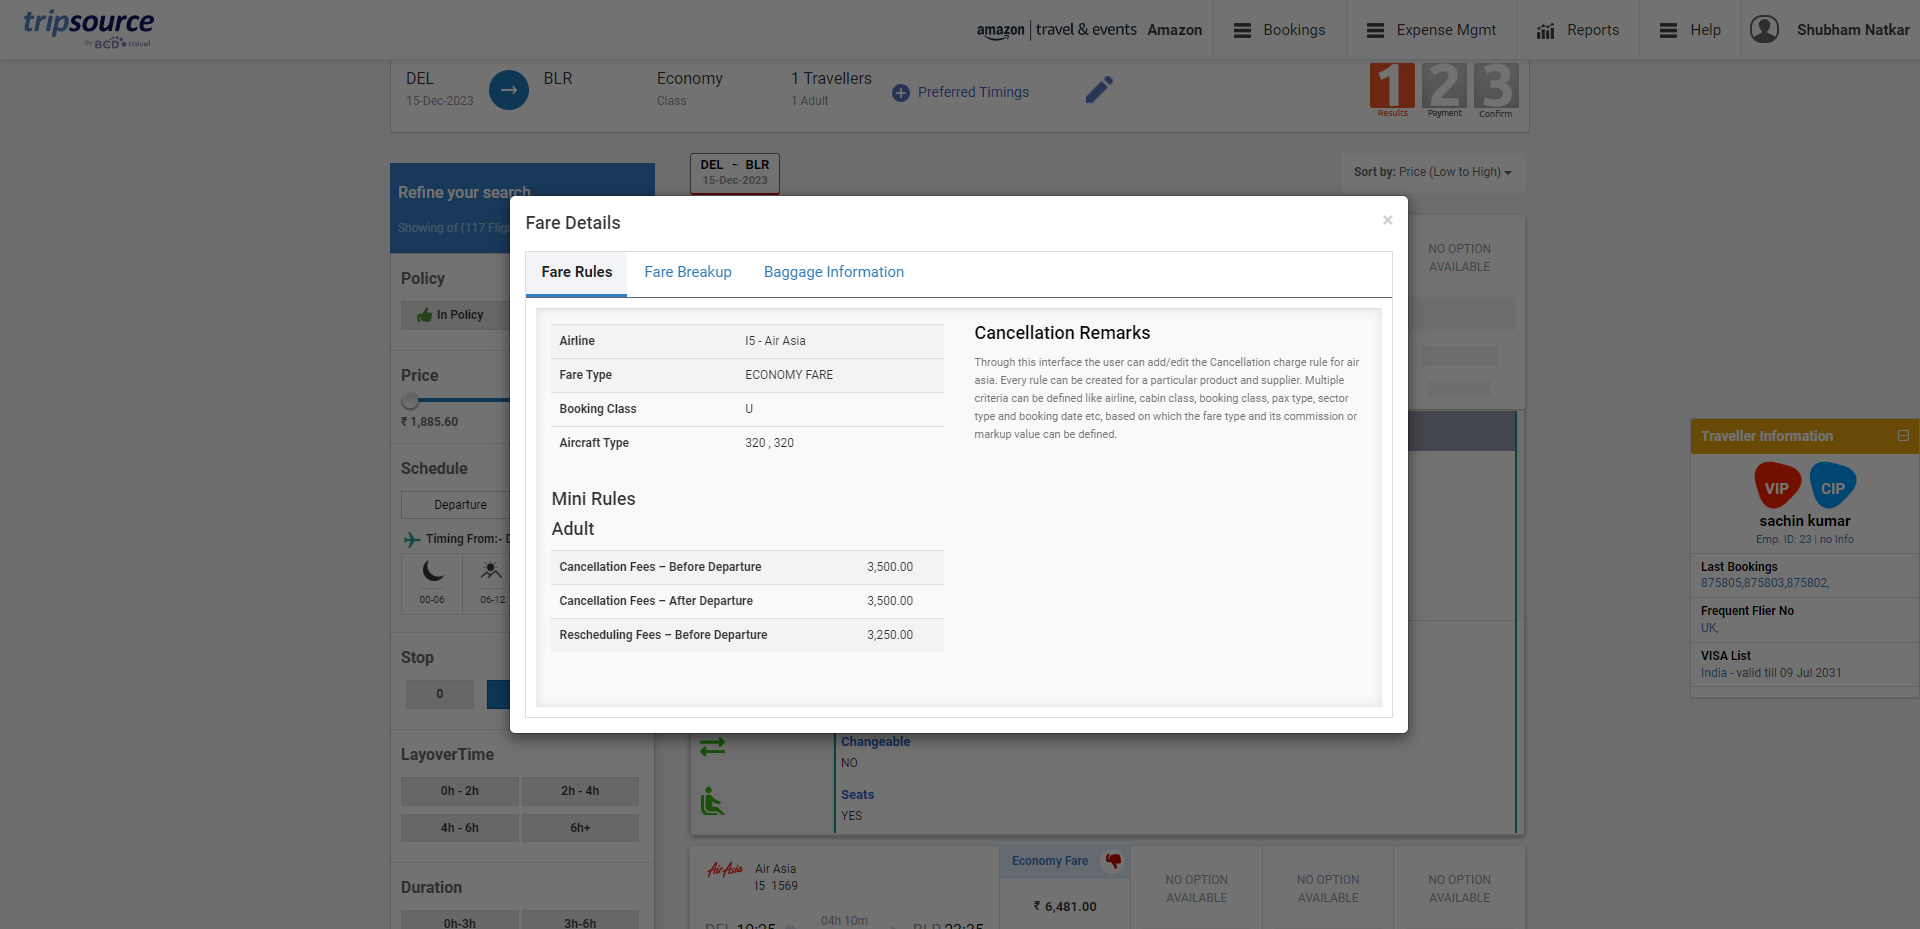 tripsource
by BCD travel
amazon travel & events Amazon
Bookings
Expense Mgmt
Reports
Help
Shubham Natkar
DEL
15-Dec-2023
BLR
Economy
Class
1 Travellers
1 Adult
Preferred Timings
1 2 3
Results Payment Confirm
DEL - BLR
15-Dec-2023
Sort by: Price (Low to High)
Refine your search
Showing of (117 Flig
Policy
In Policy
Price
₹ 1,885.60
Schedule
Departure
Timing From:- D
00-06
06-12
Stop
0
LayoverTime
0h - 2h
2h - 4h
4h - 6h
6h+
Duration
0h-3h
3h-6h
Fare Details
×
Fare Rules
Fare Breakup
Baggage Information
Airline I5 - Air Asia
Fare Type ECONOMY FARE
Booking Class U
Aircraft Type 320 , 320
Mini Rules
Adult
Cancellation Fees – Before Departure 3,500.00
Cancellation Fees – After Departure 3,500.00
Rescheduling Fees – Before Departure 3,250.00
Cancellation Remarks
Through this interface the user can add/edit the Cancellation charge rule for air
asia. Every rule can be created for a particular product and supplier. Multiple
criteria can be defined like airline, cabin class, booking class, pax type, sector
type and booking date etc, based on which the fare type and its commission or
markup value can be defined.
NO OPTION
AVAILABLE
Changeable
NO
Seats
YES
AirAsia
Air Asia
I5 1569
04h 10m
DEL 19:25
BLR 23:35
Economy Fare
₹ 6,481.00
NO OPTION
AVAILABLE
NO OPTION
AVAILABLE
NO OPTION
AVAILABLE
Traveller Information
VIP
CIP
sachin kumar
Emp. ID: 23 | no Info
Last Bookings
875805,875803,875802,
Frequent Flier No
UK,
VISA List
India - valid till 09 Jul 2031